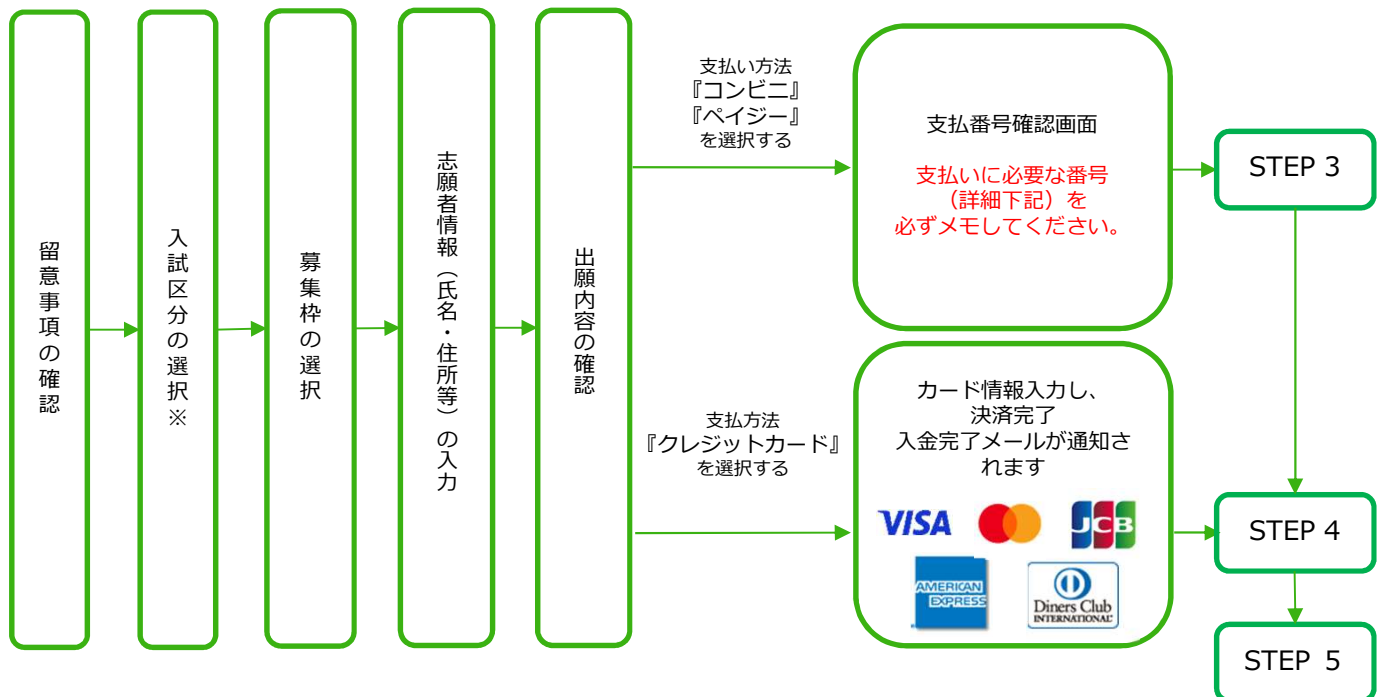 留意事項の確認
入試区分の選択※
募集枠の選択
志願者情報（氏名・住所等）の入力
出願内容の確認
支払い方法
『コンビニ』
『ペイジー』
を選択する
支払番号確認画面
支払いに必要な番号
（詳細下記）を
必ずメモしてください。
STEP 3
支払方法
『クレジットカード』
を選択する
カード情報入力し、
決済完了
入金完了メールが通知さ
れます
VISA
JCB
AMERICAN
EXPRESS
Diners Club
INTERNATIONAL
STEP 4
STEP 5